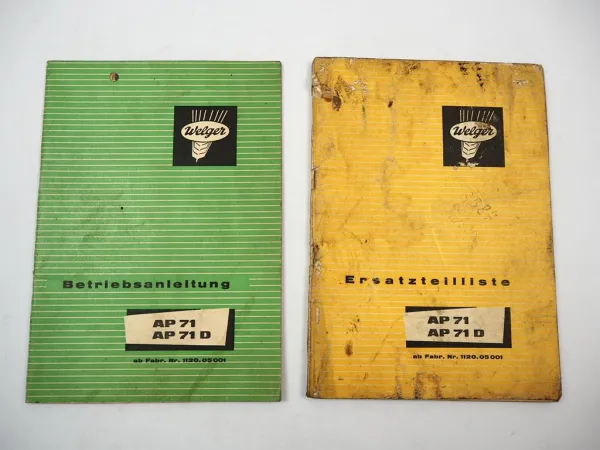 Welger
Betriebsanleitung
AP 71
AP 71 D
ab Fabr. Nr. 1120.05001
Welger
Ersatzteilliste
AP 71
AP 71 D
ab Fabr. Nr. 1120.05001